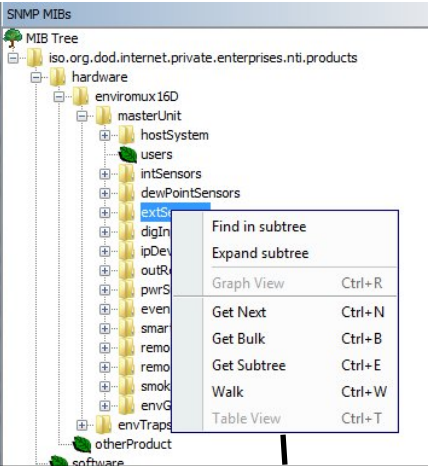 SNMP MIBs
MIB Tree
iso.org.dod.internet.private.enterprises.nti.products
hardware
enviromux16D
masterUnit
hostSystem
users
intSensors
dewPointSensors
extSe
digIn
ipDev
outRe
pwrS
even
smar
remo
remo
smok
envG
envTraps
otherProduct
software
Find in subtree
Expand subtree
Graph View Ctrl+R
Get Next Ctrl+N
Get Bulk Ctrl+B
Get Subtree Ctrl+E
Walk Ctrl+W
Table View Ctrl+T